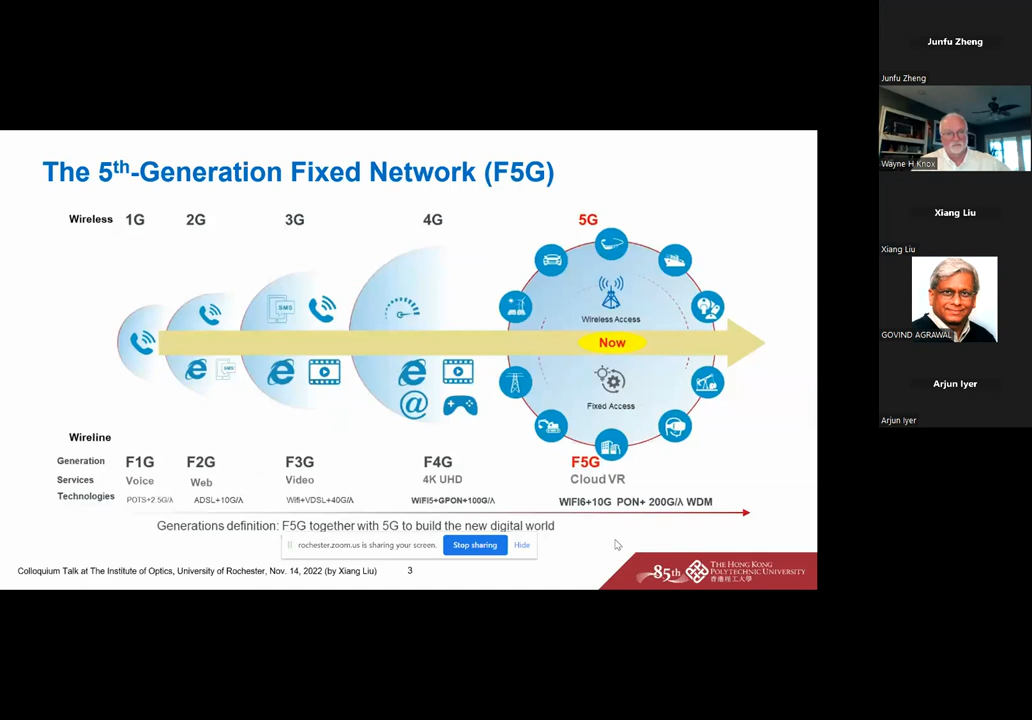 The 5th-Generation Fixed Network (F5G)
Wireless 1G 2G 3G 4G 5G
SMS
Wireless Access
Now
SMS
@
Fixed Access
Wireline
Generation F1G F2G F3G F4G F5G
Services Voice Web Video 4K UHD Cloud VR
Technologies POTS+2.5G/λ ADSL+10G/λ Wifi+VDSL+40G/λ WIFI5+GPON+100G/λ WIFI6+10G PON+ 200G/λ WDM
Generations definition: F5G together with 5G to build the new digital world
rochester.zoom.us is sharing your screen. Stop sharing Hide
Colloquium Talk at The Institute of Optics, University of Rochester, Nov. 14, 2022 (by Xiang Liu) 3
85th THE HONG KONG
POLYTECHNIC UNIVERSITY
香港理工大學
Junfu Zheng
Junfu Zheng
Wayne H Knox
Xiang Liu
Xiang Liu
GOVIND AGRAWAL
Arjun Iyer
Arjun Iyer